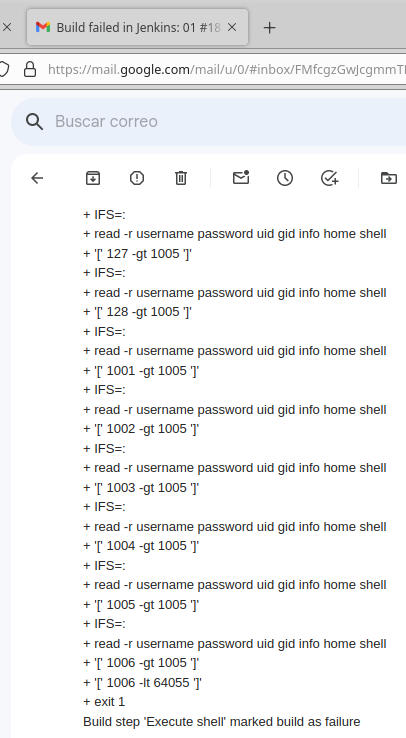 Build failed in Jenkins: 01 #18
https://mail.google.com/mail/u/0/#inbox/FMfcgzGwJcgmmT
Buscar correo
+ IFS=:
+ read -r username password uid gid info home shell
+ '[' 127 -gt 1005 ']'
+ IFS=:
+ read -r username password uid gid info home shell
+ '[' 128 -gt 1005 ']'
+ IFS=:
+ read -r username password uid gid info home shell
+ '[' 1001 -gt 1005 ']'
+ IFS=:
+ read -r username password uid gid info home shell
+ '[' 1002 -gt 1005 ']'
+ IFS=:
+ read -r username password uid gid info home shell
+ '[' 1003 -gt 1005 ']'
+ IFS=:
+ read -r username password uid gid info home shell
+ '[' 1004 -gt 1005 ']'
+ IFS=:
+ read -r username password uid gid info home shell
+ '[' 1005 -gt 1005 ']'
+ IFS=:
+ read -r username password uid gid info home shell
+ '[' 1006 -gt 1005 ']'
+ '[' 1006 -lt 64055 ']'
+ exit 1
Build step 'Execute shell' marked build as failure